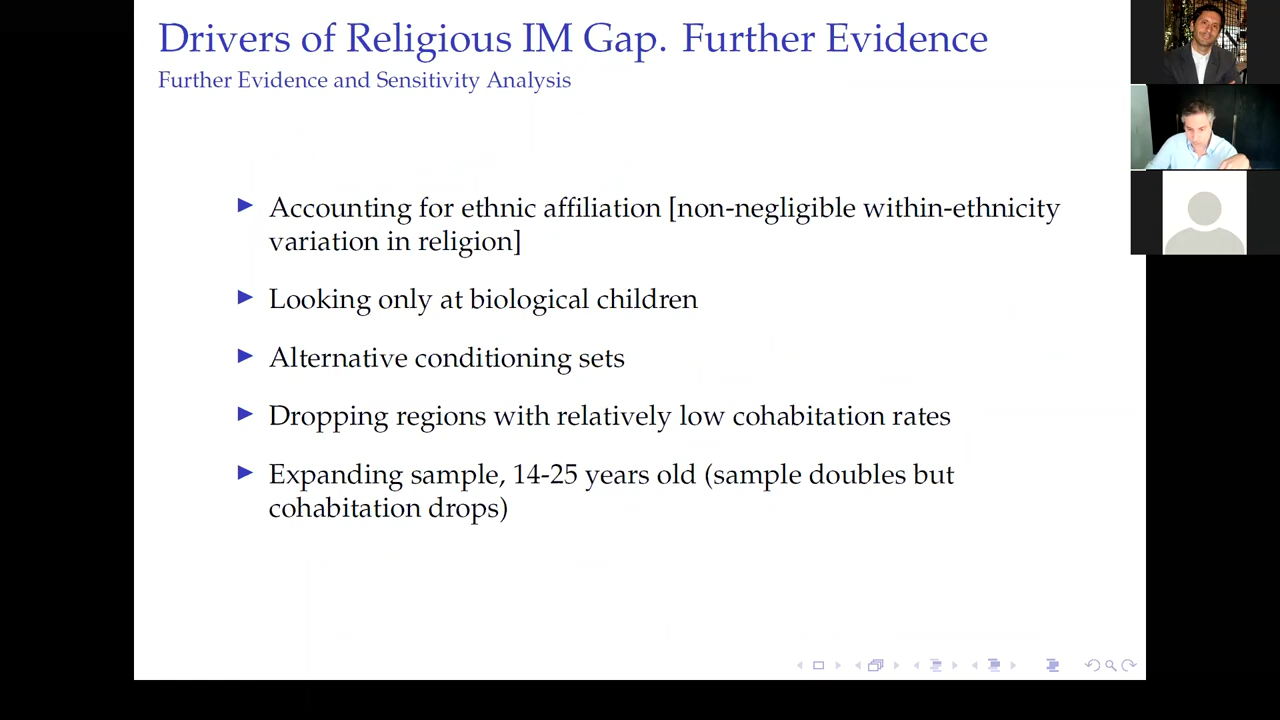 Drivers of Religious IM Gap. Further Evidence
Further Evidence and Sensitivity Analysis
Accounting for ethnic affiliation [non-negligible within-ethnicity
variation in religion]
Looking only at biological children
Alternative conditioning sets
Dropping regions with relatively low cohabitation rates
Expanding sample, 14-25 years old (sample doubles but
cohabitation drops)